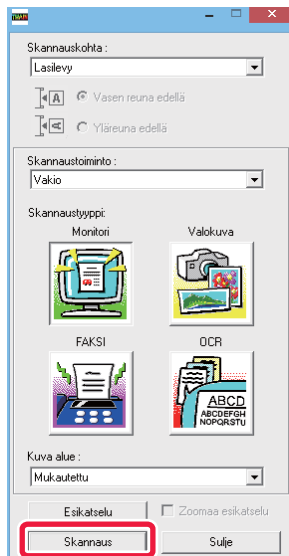 TWAIN
Skannauskohta :
Lasilevy
A Vasen reuna edellä
A Yläreuna edellä
Skannaustoiminto :
Vakio
Skannaustyyppi:
Monitori Valokuva
FAKSI OCR
ABCD
ABCDEFGH
NOPQRSTU
Kuva alue :
Mukautettu
Esikatselu Zoomaa esikatselu
Skannaus Sulje